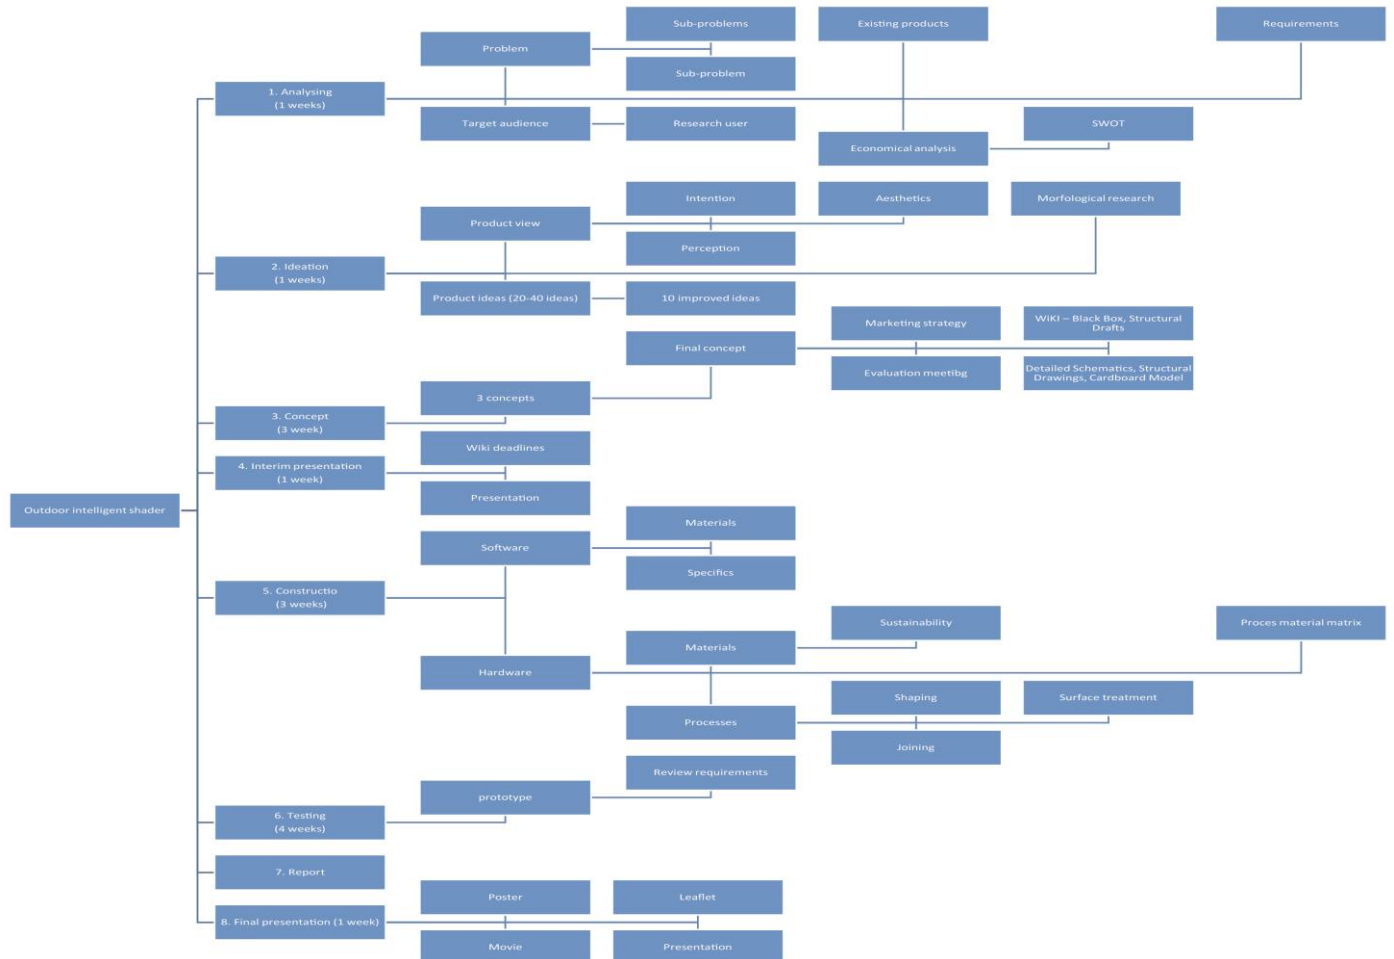 Sub-problems
Existing products
Requirements
Problem
Sub-problem
1. Analysing
(1 weeks)
Target audience
Research user
SWOT
Economical analysis
Intention
Aesthetics
Morfological research
Product view
Perception
2. Ideation
(1 weeks)
Product ideas (20-40 ideas)
10 improved ideas
Marketing strategy
WiKI – Black Box, Structural
Drafts
Final concept
Evaluation meetibg
Detailed Schematics, Structural
Drawings, Cardboard Model
3 concepts
3. Concept
(3 week)
Wiki deadlines
4. Interim presentation
(1 week)
Presentation
Outdoor intelligent shader
Materials
Software
Specifics
5. Constructio
(3 weeks)
Sustainability
Proces material matrix
Materials
Hardware
Shaping
Surface treatment
Processes
Joining
Review requirements
prototype
6. Testing
(4 weeks)
7. Report
Poster
Leaflet
8. Final presentation (1 week)
Movie
Presentation